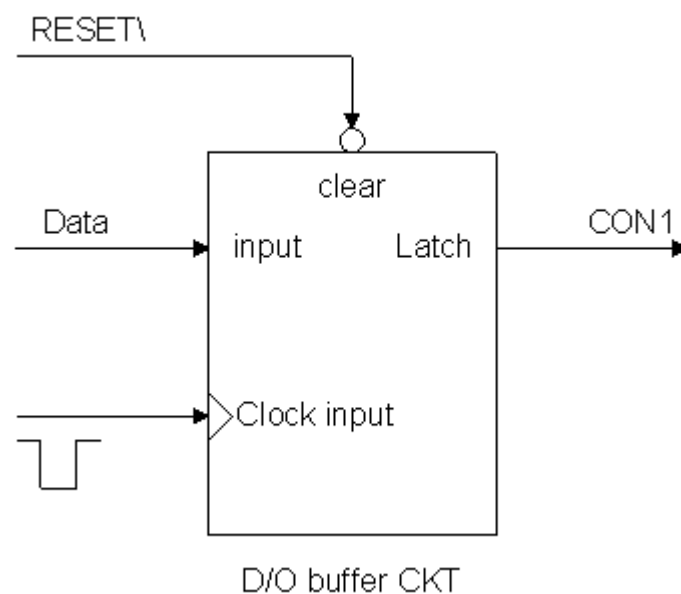 RESET\
clear
Data
input
Latch
CON1
Clock input
D/O buffer CKT